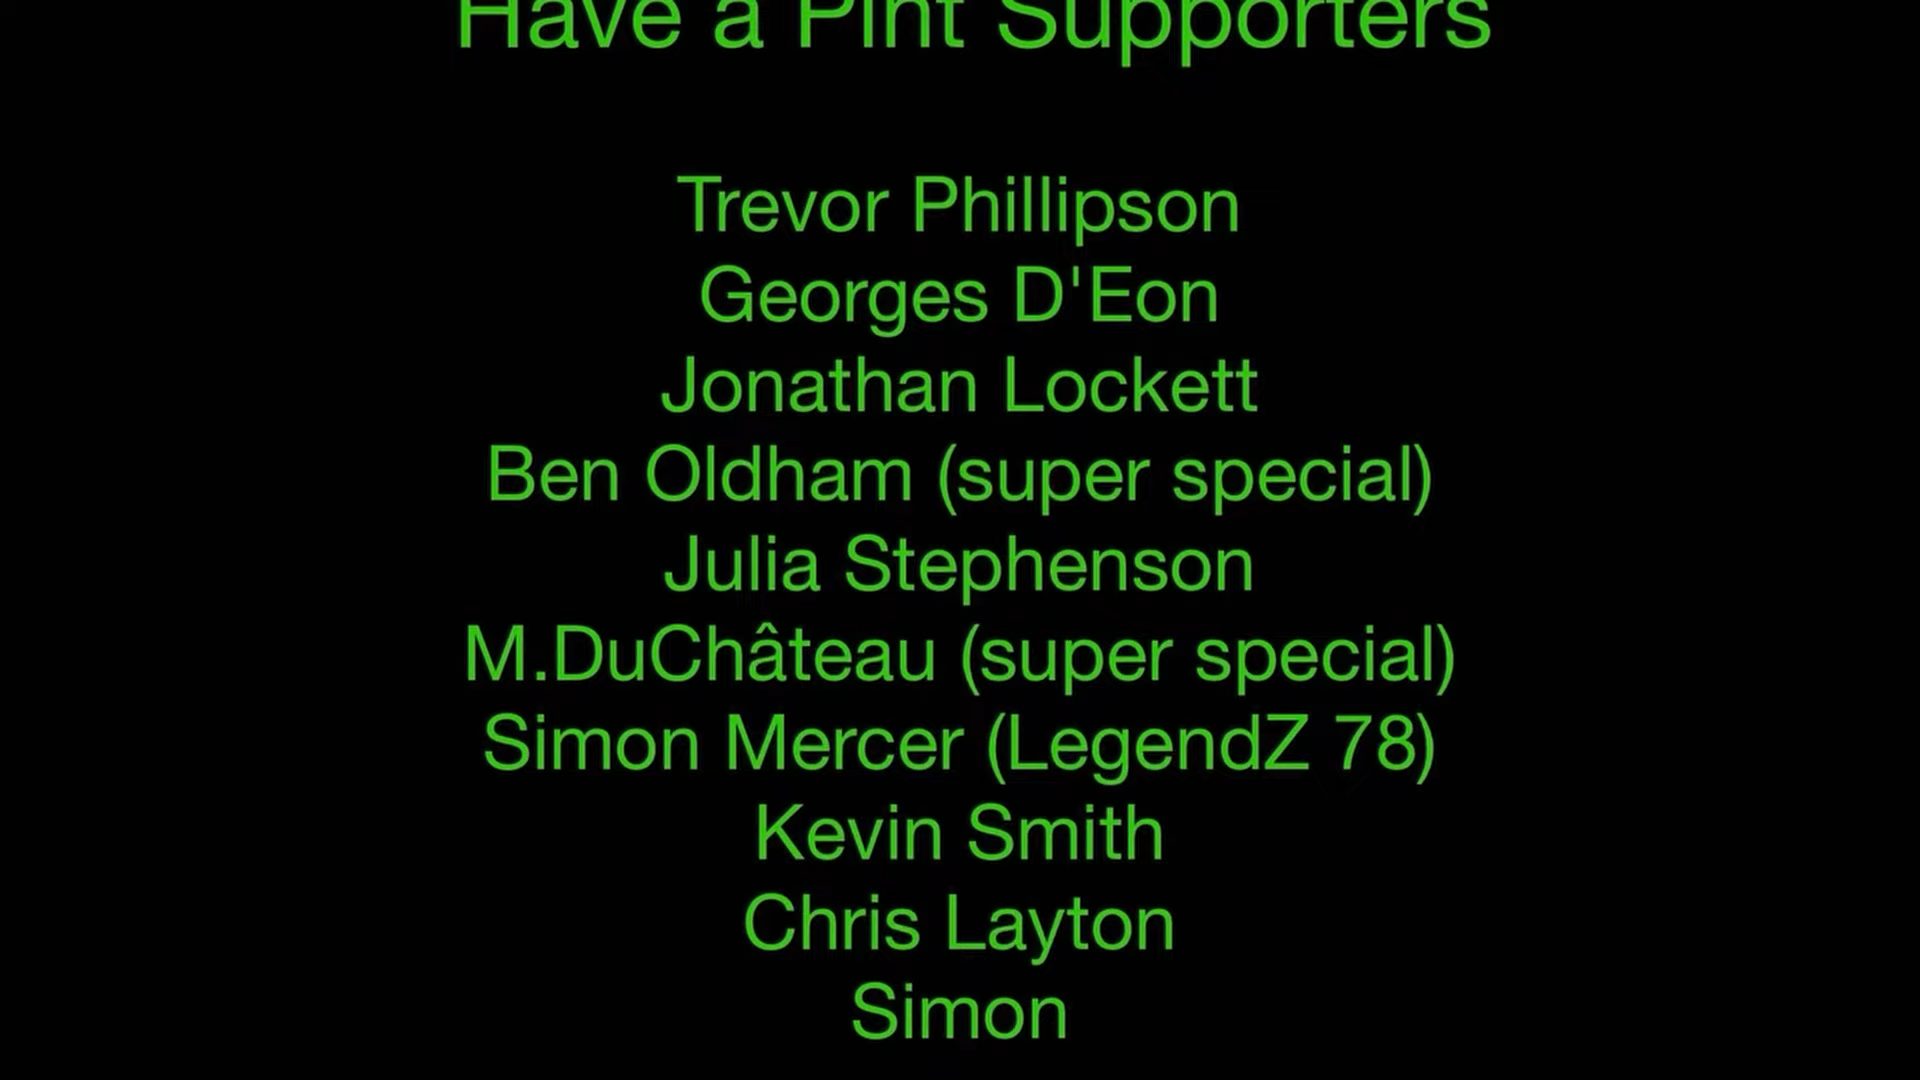 Have a Pint Supporters
Trevor Phillipson
Georges D'Eon
Jonathan Lockett
Ben Oldham (super special)
Julia Stephenson
M.DuChâteau (super special)
Simon Mercer (LegendZ 78)
Kevin Smith
Chris Layton
Simon